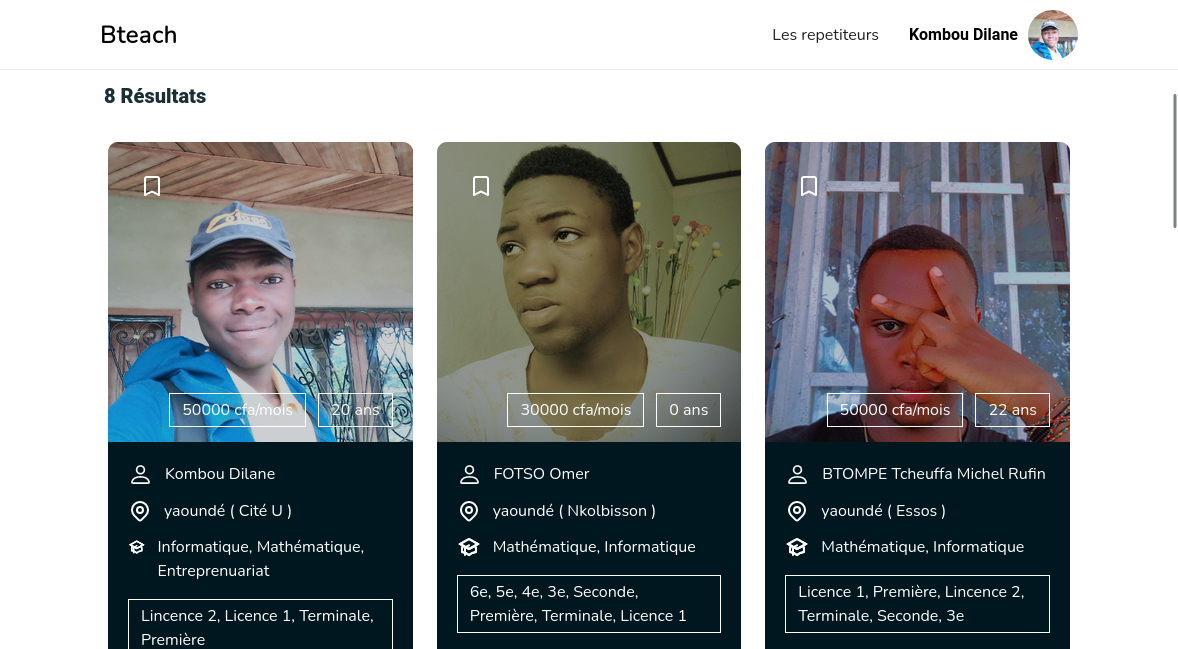 Bteach
Les repetiteurs
Kombou Dilane
8 Résultats
50000 cfa/mois
20 ans
30000 cfa/mois
0 ans
50000 cfa/mois
22 ans
Kombou Dilane
yaoundé ( Cité U )
Informatique, Mathématique,
Entreprenuariat
Lincence 2, Licence 1, Terminale,
Première
FOTSO Omer
yaoundé ( Nkolbisson )
Mathématique, Informatique
6e, 5e, 4e, 3e, Seconde,
Première, Terminale, Licence 1
BTOMPE Tcheuffa Michel Rufin
yaoundé ( Essos )
Mathématique, Informatique
Licence 1, Première, Lincence 2,
Terminale, Seconde, 3e